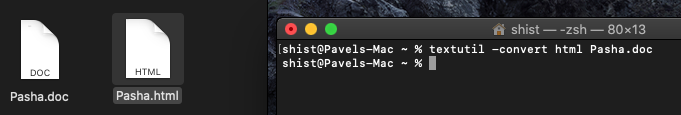 DOC
HTML
Pasha.doc
Pasha.html
shist — -zsh — 80×13
[shist@Pavels-Mac ~ % textutil -convert html Pasha.doc
shist@Pavels-Mac ~ %